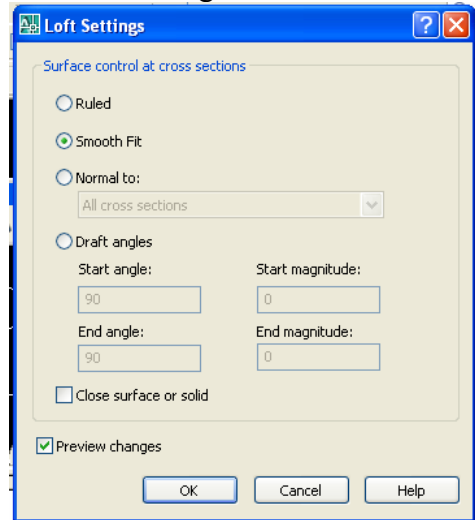 Loft Settings
Surface control at cross sections
Ruled
Smooth Fit
Normal to:
All cross sections
Draft angles
Start angle: Start magnitude:
90 0
End angle: End magnitude:
90 0
Close surface or solid
Preview changes
OK Cancel Help